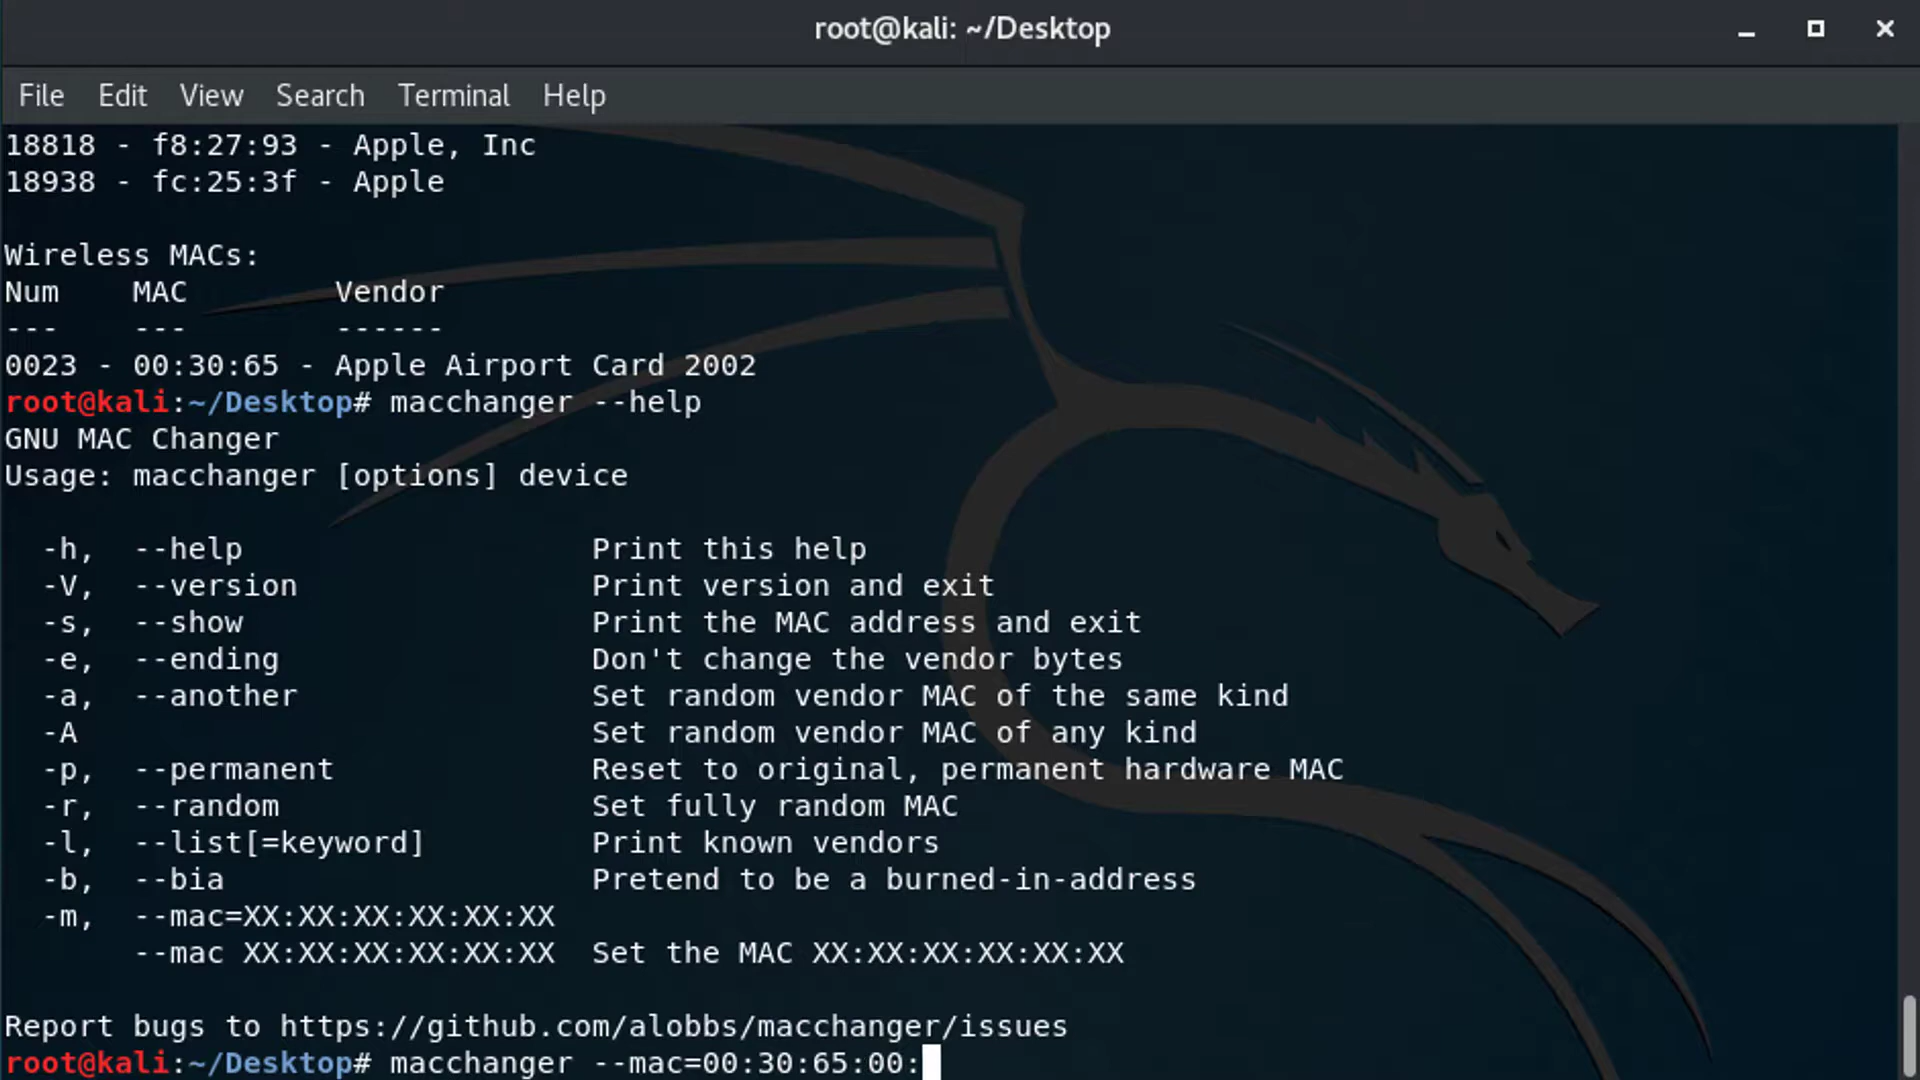 root@kali: ~/Desktop
File Edit View Search Terminal Help
18818 - f8:27:93 - Apple, Inc
18938 - fc:25:3f - Apple
Wireless MACs:
Num    MAC        Vendor
---    ---        ------
0023 - 00:30:65 - Apple Airport Card 2002
root@kali:~/Desktop# macchanger --help
GNU MAC Changer
Usage: macchanger [options] device
  -h,  --help                   Print this help
  -V,  --version                Print version and exit
  -s,  --show                   Print the MAC address and exit
  -e,  --ending                 Don't change the vendor bytes
  -a,  --another                Set random vendor MAC of the same kind
  -A                            Set random vendor MAC of any kind
  -p,  --permanent              Reset to original, permanent hardware MAC
  -r,  --random                 Set fully random MAC
  -l,  --list[=keyword]         Print known vendors
  -b,  --bia                    Pretend to be a burned-in-address
  -m,  --mac=XX:XX:XX:XX:XX:XX
       --mac XX:XX:XX:XX:XX:XX  Set the MAC XX:XX:XX:XX:XX:XX
Report bugs to https://github.com/alobbs/macchanger/issues
root@kali:~/Desktop# macchanger --mac=00:30:65:00: